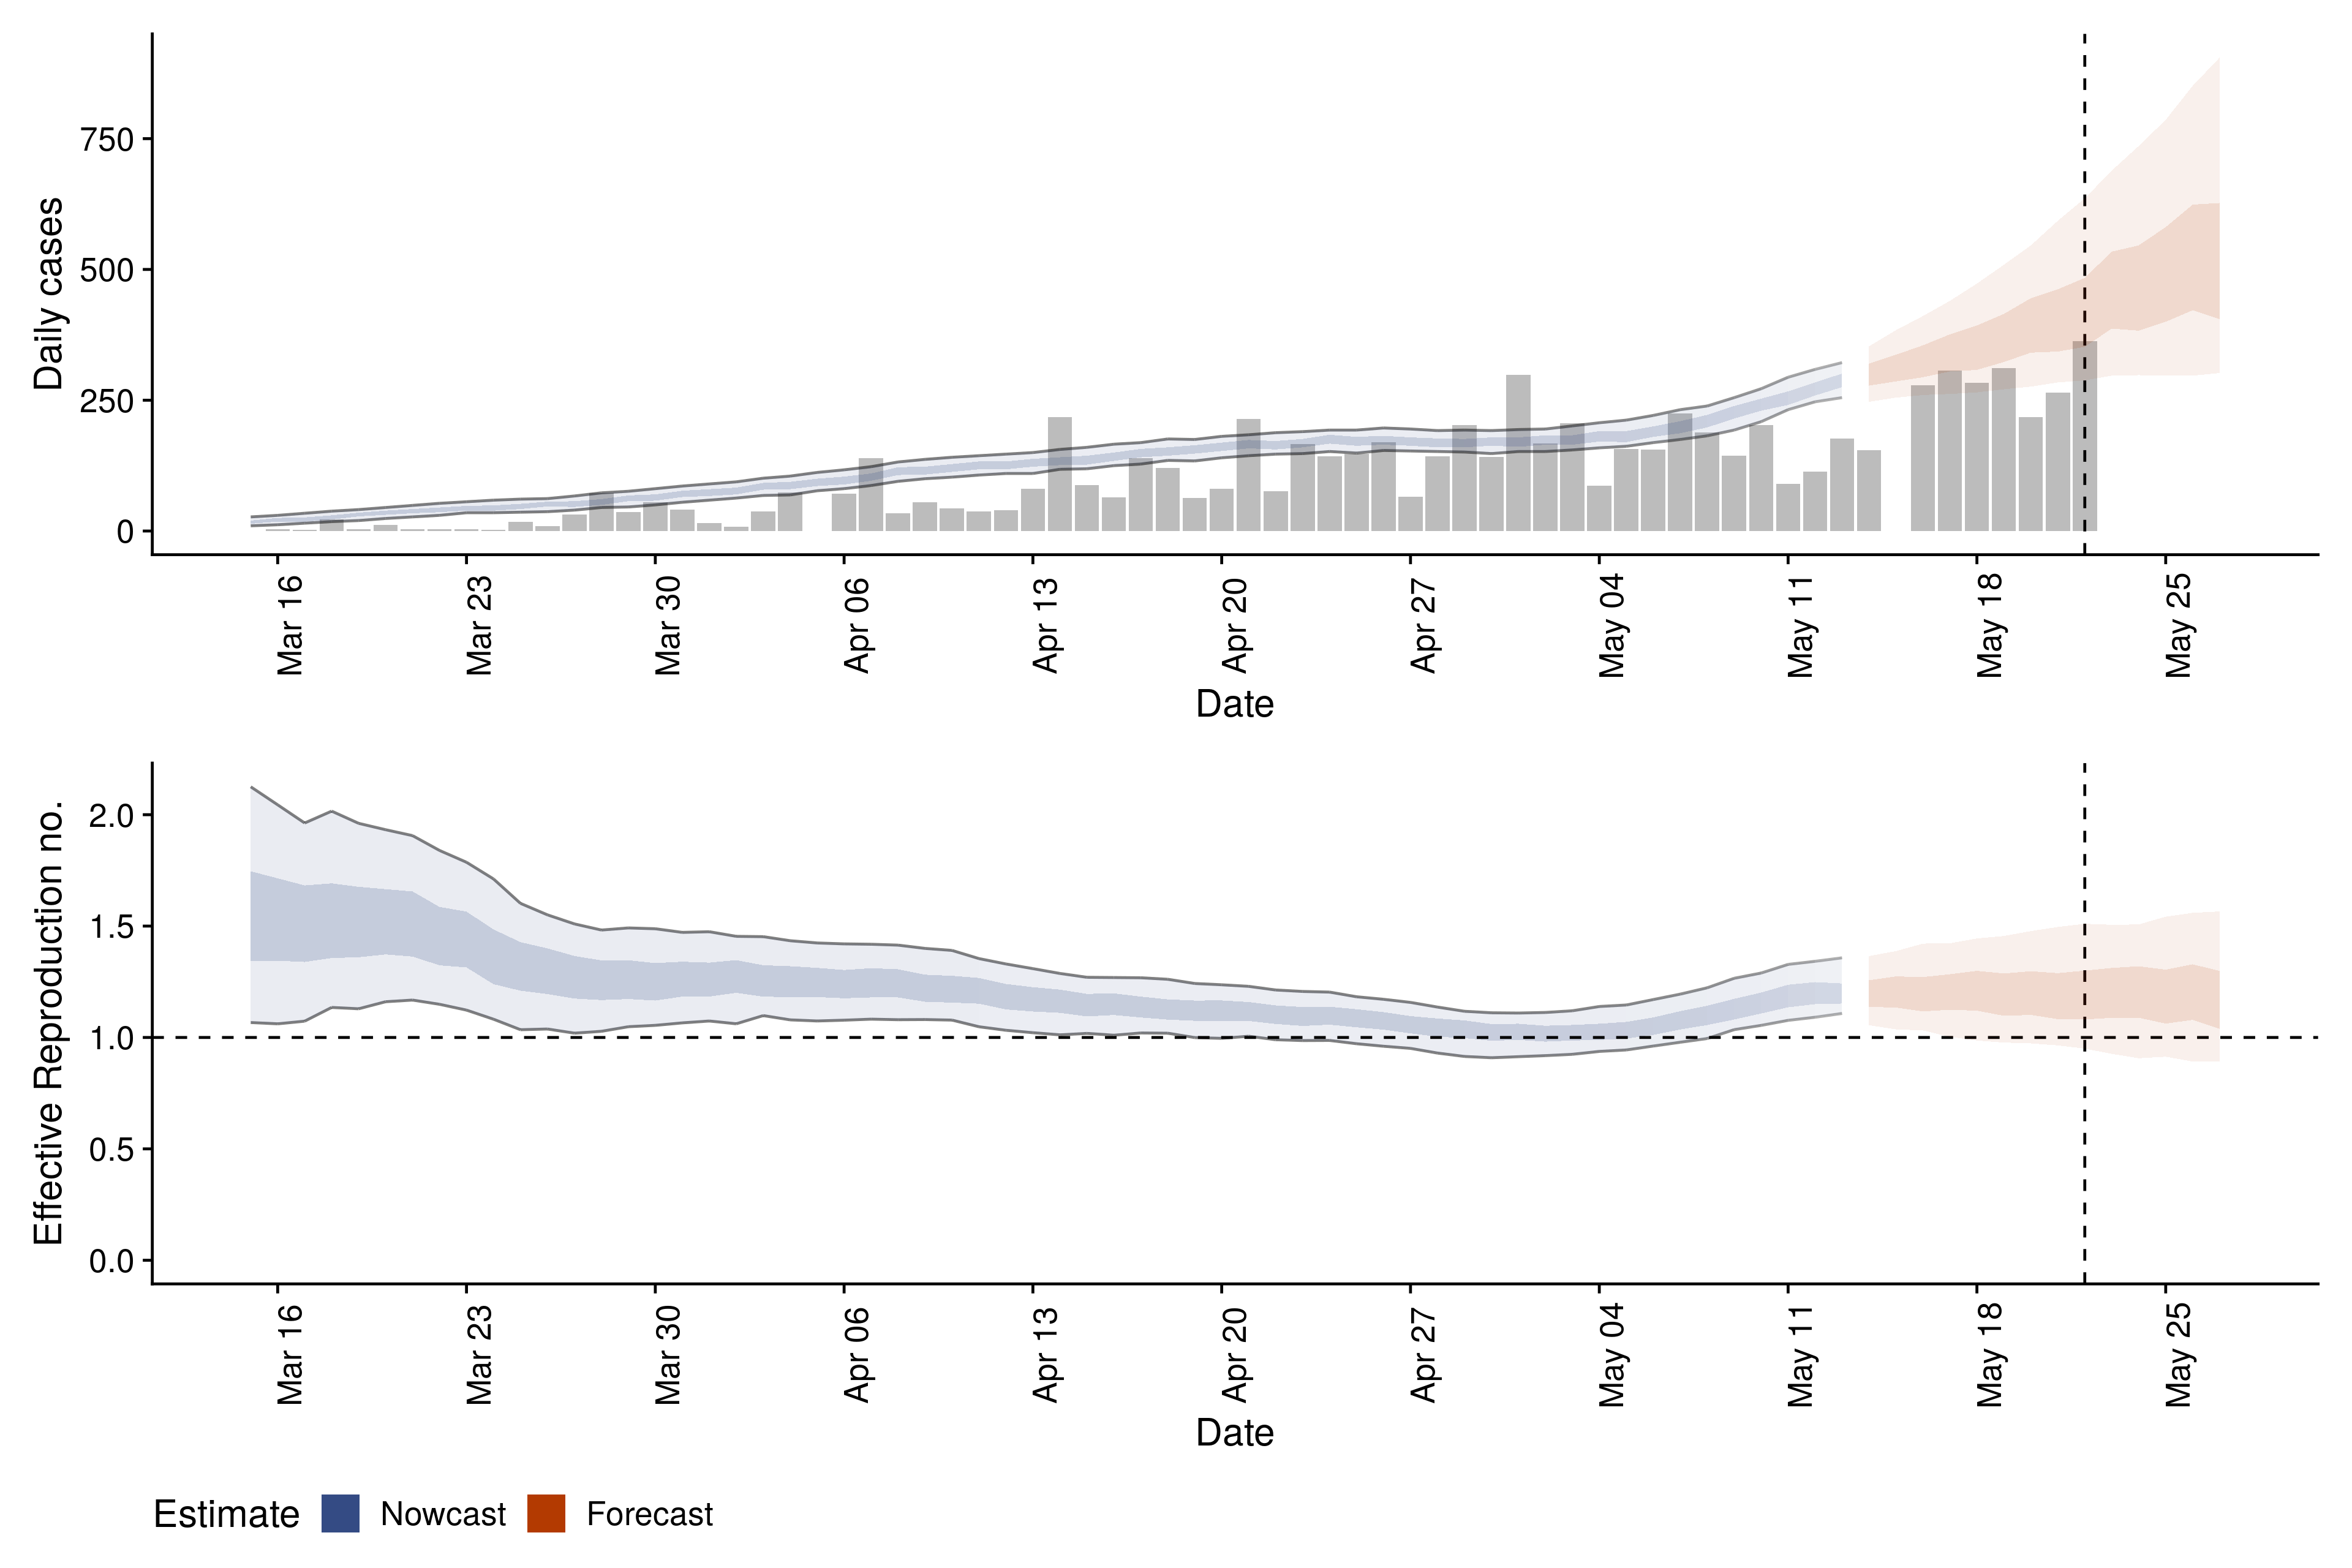 Daily cases
750
500
250
0
Mar 16
Mar 23
Mar 30
Apr 06
Apr 13
Apr 20
Apr 27
May 04
May 11
May 18
May 25
Date
Effective Reproduction no.
2.0
1.5
1.0
0.5
0.0
Mar 16
Mar 23
Mar 30
Apr 06
Apr 13
Apr 20
Apr 27
May 04
May 11
May 18
May 25
Date
Estimate Nowcast Forecast